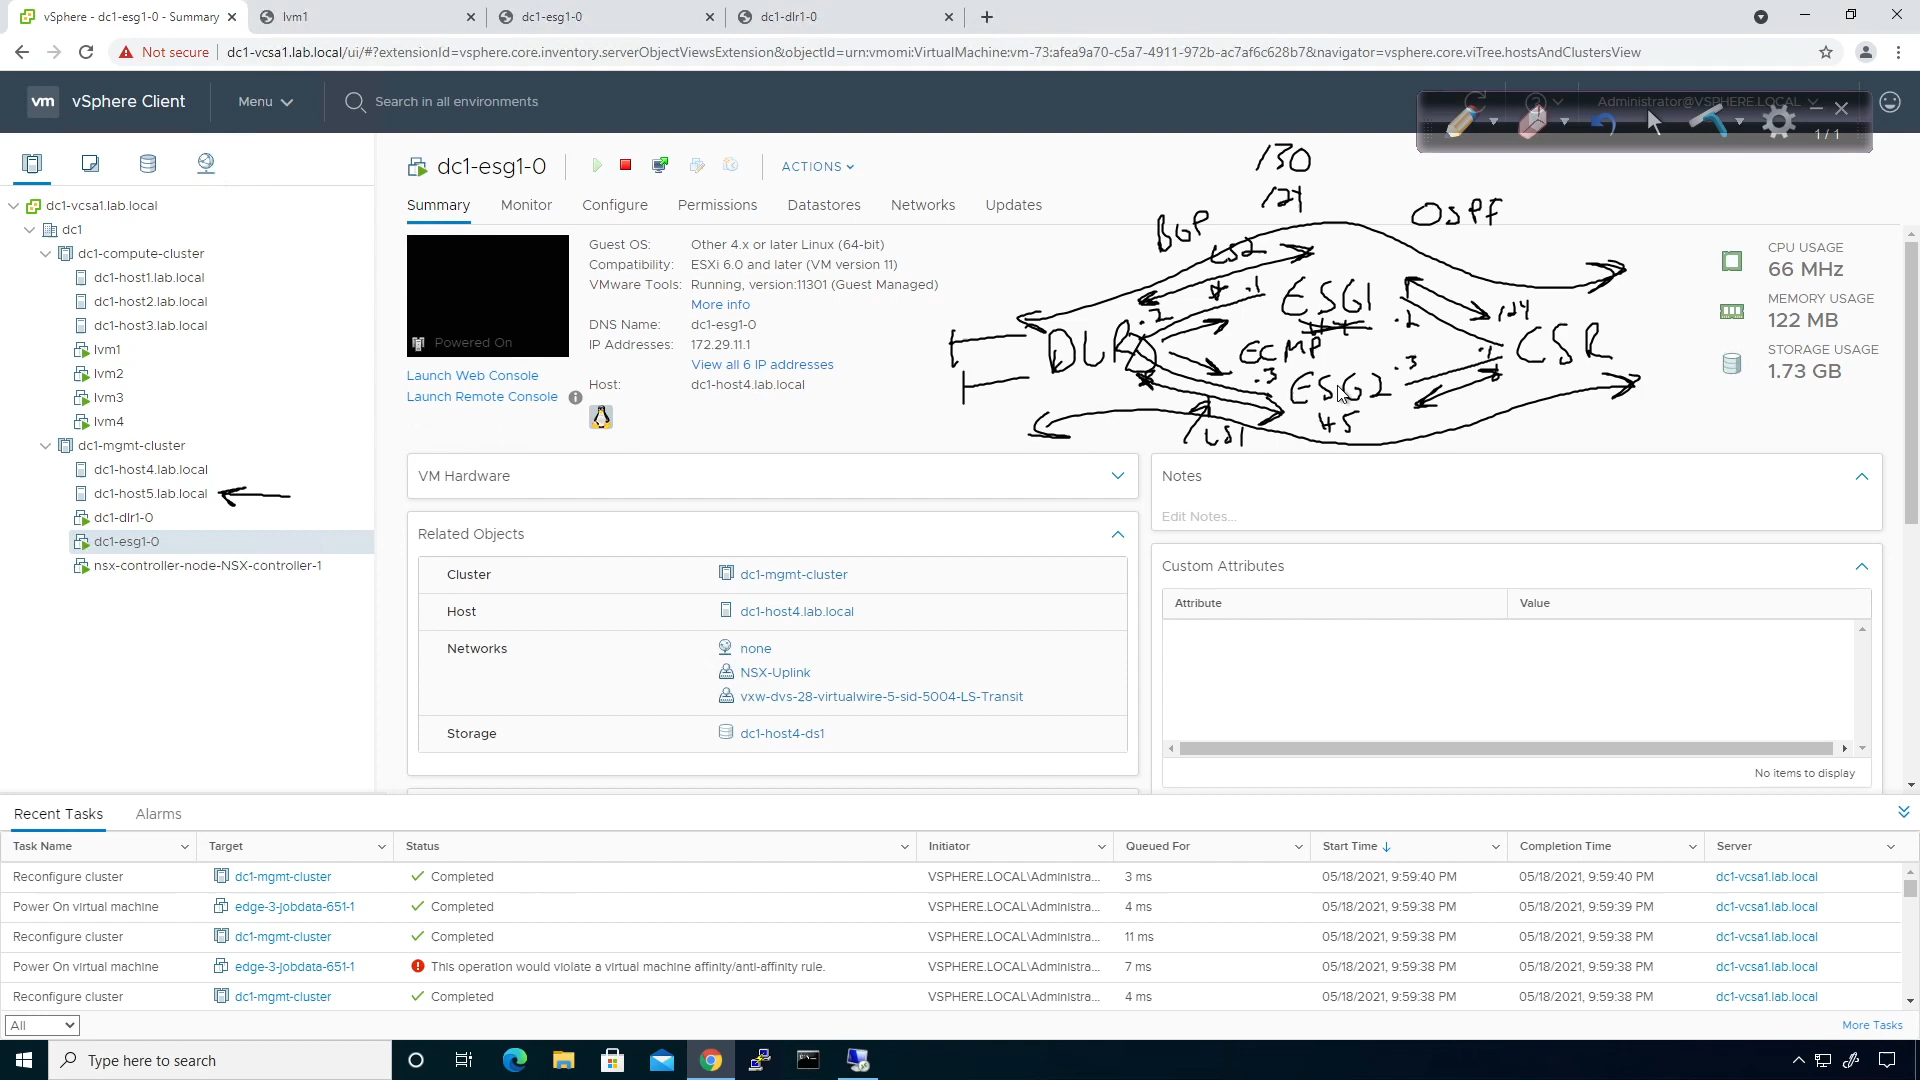 vSphere - dc1-esg1-0 - Summary
lvm1
dc1-esg1-0
dc1-dlr1-0
Not secure
dc1-vcsa1.lab.local/ui/#?extensionId=vsphere.core.inventory.serverObjectViewsExtension&objectId=urn:vmomi:VirtualMachine:vm-73:afea9a70-c5a7-4911-972b-ac7af6c628b7&navigator=vsphere.core.viTree.hostsAndClustersView
vm vSphere Client
Menu
Search in all environments
Administrator@VSPHERE.LOCAL
1/1
dc1-vcsa1.lab.local
dc1
dc1-compute-cluster
dc1-host1.lab.local
dc1-host2.lab.local
dc1-host3.lab.local
lvm1
lvm2
lvm3
lvm4
dc1-mgmt-cluster
dc1-host4.lab.local
dc1-host5.lab.local
dc1-dlr1-0
dc1-esg1-0
nsx-controller-node-NSX-controller-1
dc1-esg1-0
ACTIONS
Summary
Monitor
Configure
Permissions
Datastores
Networks
Updates
Powered On
Launch Web Console
Launch Remote Console
Guest OS: Other 4.x or later Linux (64-bit)
Compatibility: ESXi 6.0 and later (VM version 11)
VMware Tools: Running, version:11301 (Guest Managed)
More info
DNS Name: dc1-esg1-0
IP Addresses: 172.29.11.1
View all 6 IP addresses
Host: dc1-host4.lab.local
/30
/29
BGP
OSPF
LS2
.1
ESG1
.2
/24
.2
DLR
ECMP
CSR
.1
.3
.3
ESG2
45
LS1
CPU USAGE
66 MHz
MEMORY USAGE
122 MB
STORAGE USAGE
1.73 GB
VM Hardware
Related Objects
Cluster dc1-mgmt-cluster
Host dc1-host4.lab.local
Networks none
NSX-Uplink
vxw-dvs-28-virtualwire-5-sid-5004-LS-Transit
Storage dc1-host4-ds1
Notes
Edit Notes...
Custom Attributes
Attribute Value
No items to display
Recent Tasks
Alarms
Task Name Target Status Initiator Queued For Start Time Completion Time Server
Reconfigure cluster dc1-mgmt-cluster Completed VSPHERE.LOCAL\Administra... 3 ms 05/18/2021, 9:59:40 PM 05/18/2021, 9:59:40 PM dc1-vcsa1.lab.local
Power On virtual machine edge-3-jobdata-651-1 Completed VSPHERE.LOCAL\Administra... 4 ms 05/18/2021, 9:59:38 PM 05/18/2021, 9:59:39 PM dc1-vcsa1.lab.local
Reconfigure cluster dc1-mgmt-cluster Completed VSPHERE.LOCAL\Administra... 11 ms 05/18/2021, 9:59:38 PM 05/18/2021, 9:59:38 PM dc1-vcsa1.lab.local
Power On virtual machine edge-3-jobdata-651-1 This operation would violate a virtual machine affinity/anti-affinity rule. VSPHERE.LOCAL\Administra... 7 ms 05/18/2021, 9:59:38 PM 05/18/2021, 9:59:38 PM dc1-vcsa1.lab.local
Reconfigure cluster dc1-mgmt-cluster Completed VSPHERE.LOCAL\Administra... 4 ms 05/18/2021, 9:59:38 PM 05/18/2021, 9:59:38 PM dc1-vcsa1.lab.local
All
More Tasks
Type here to search